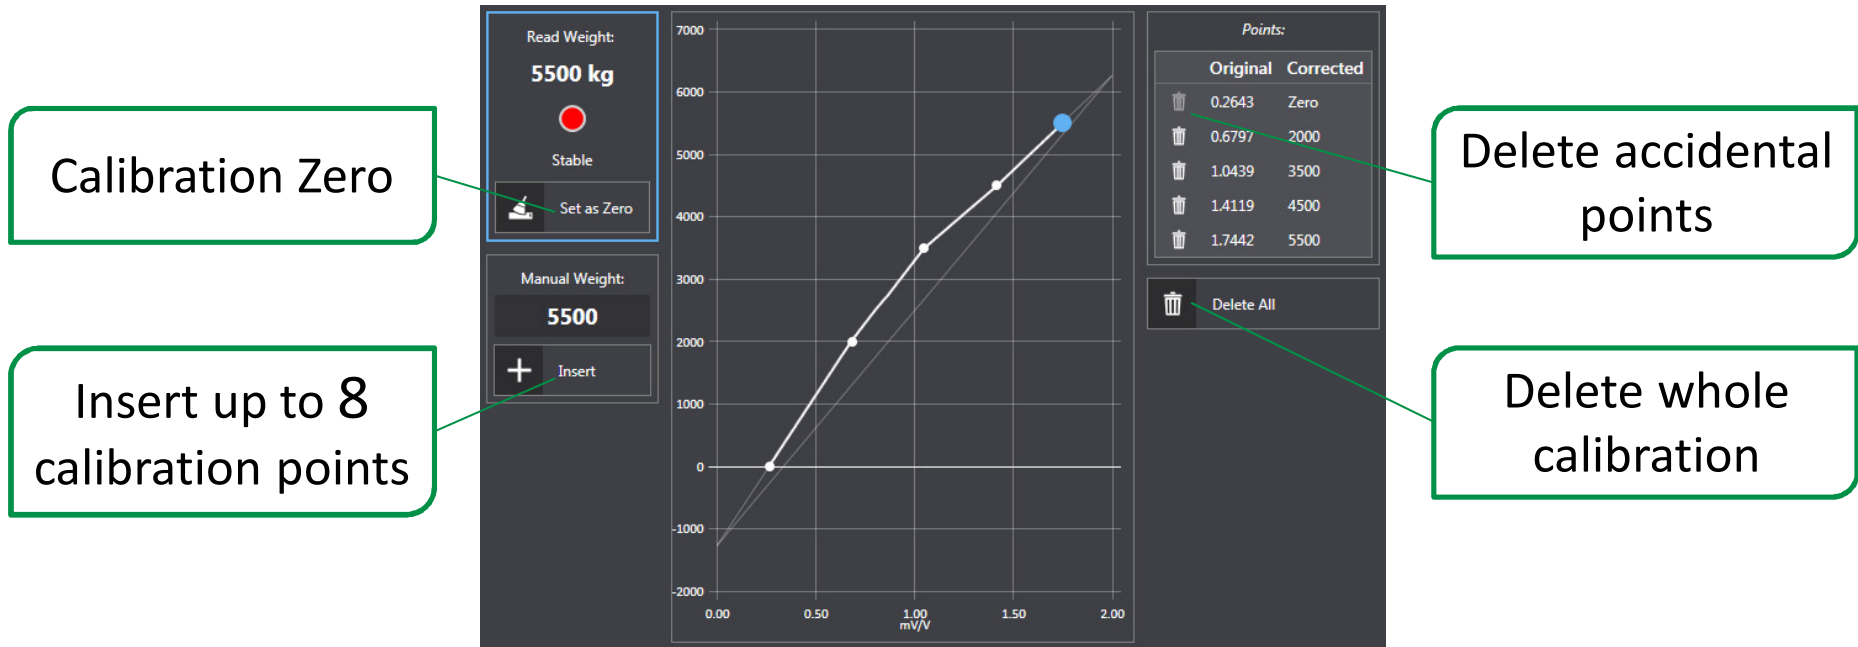 Calibration Zero
Insert up to 8
calibration points
Read Weight:
5500 kg
Stable
Set as Zero
Manual Weight:
5500
Insert
7000
6000
5000
4000
3000
2000
1000
0
-1000
-2000
0.00 0.50 1.00 1.50 2.00
mV/V
Points:
Original Corrected
0.2643 Zero
0.6797 2000
1.0439 3500
1.4119 4500
1.7442 5500
Delete All
Delete accidental
points
Delete whole
calibration